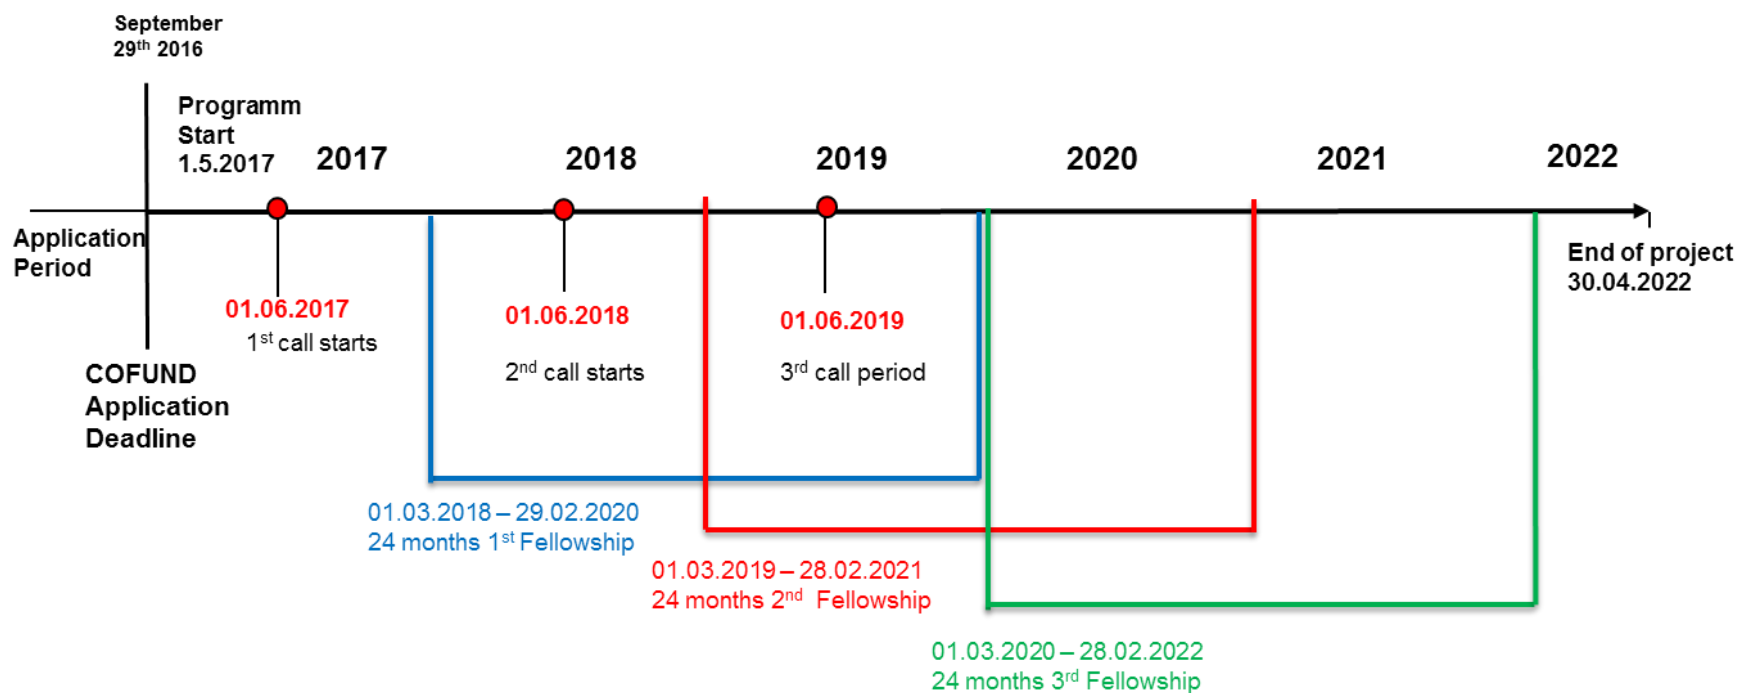 September
29th 2016
Programm
Start
1.5.2017
2017
2018
2019
2020
2021
2022
Application
Period
End of project
30.04.2022
01.06.2017
1st call starts
01.06.2018
2nd call starts
01.06.2019
3rd call period
COFUND
Application
Deadline
01.03.2018 – 29.02.2020
24 months 1st Fellowship
01.03.2019 – 28.02.2021
24 months 2nd Fellowship
01.03.2020 – 28.02.2022
24 months 3rd Fellowship